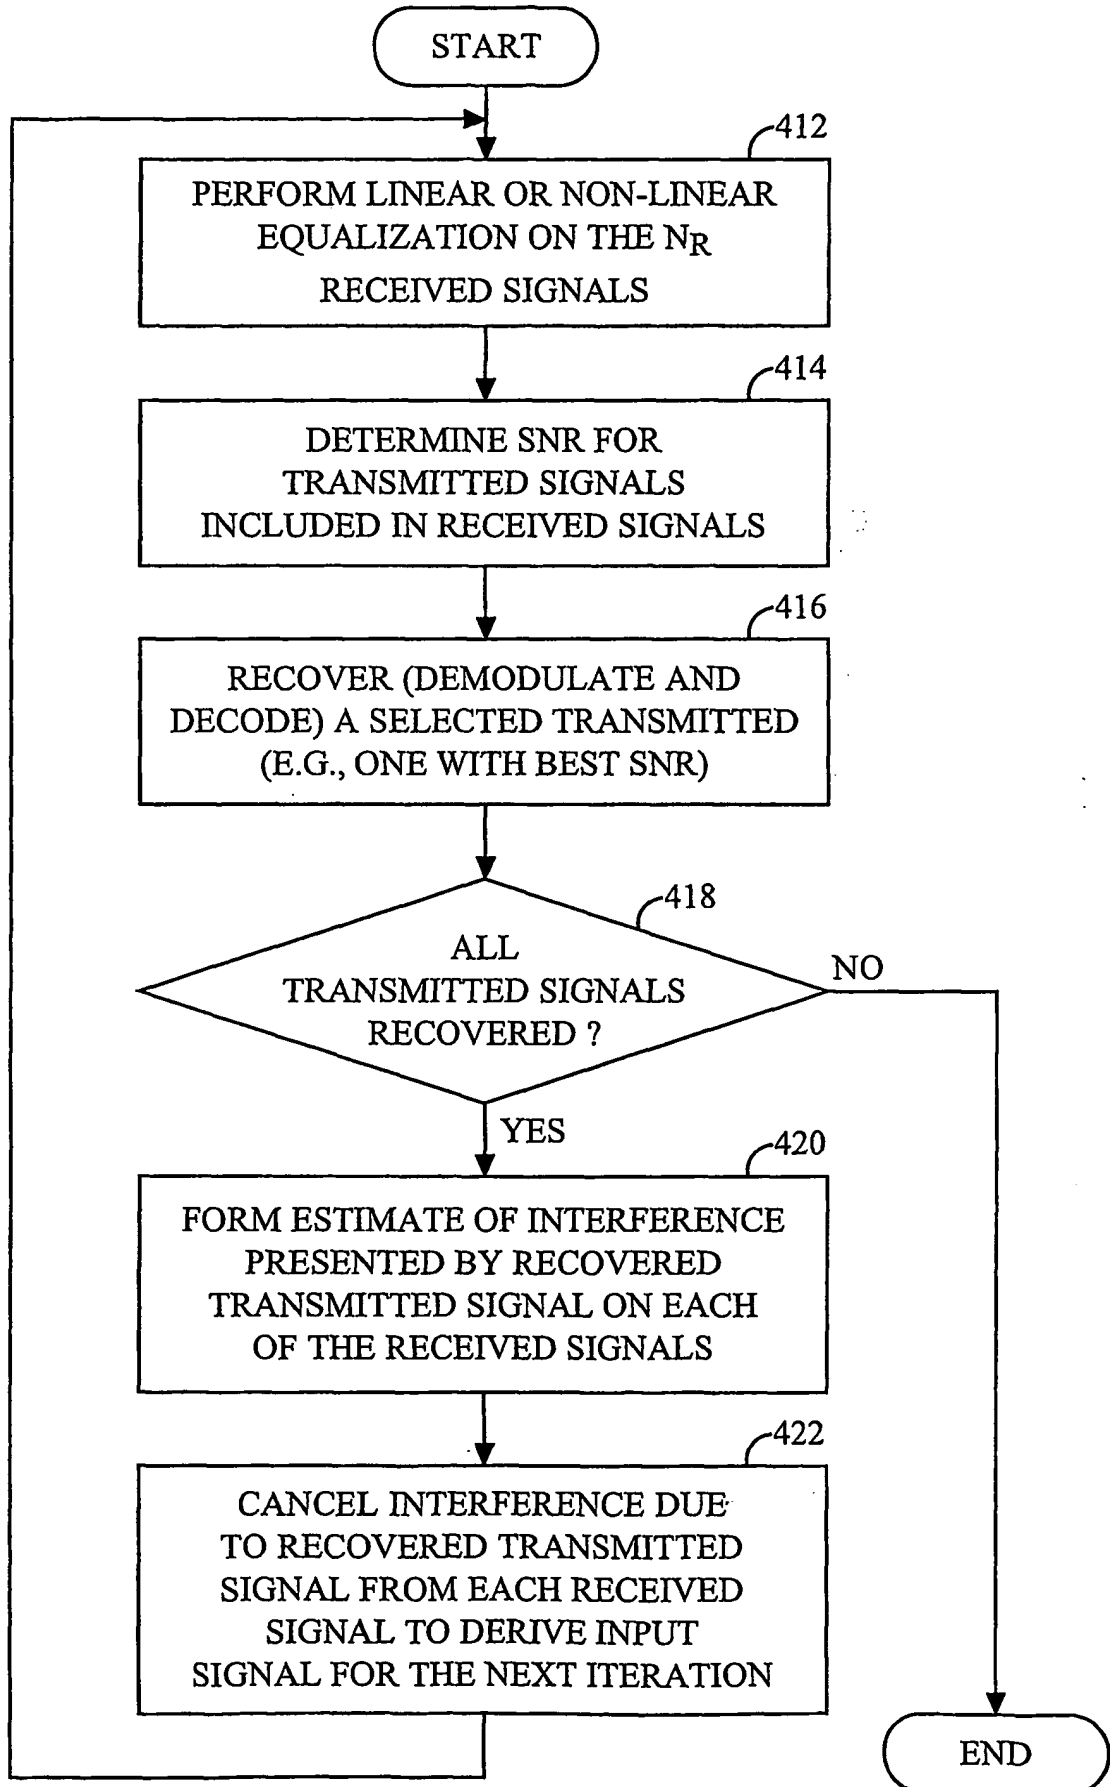 START
412
PERFORM LINEAR OR NON-LINEAR
EQUALIZATION ON THE NR
RECEIVED SIGNALS
414
DETERMINE SNR FOR
TRANSMITTED SIGNALS
INCLUDED IN RECEIVED SIGNALS
416
RECOVER (DEMODULATE AND
DECODE) A SELECTED TRANSMITTED
(E.G., ONE WITH BEST SNR)
418
ALL
TRANSMITTED SIGNALS
RECOVERED ?
NO
YES
420
FORM ESTIMATE OF INTERFERENCE
PRESENTED BY RECOVERED
TRANSMITTED SIGNAL ON EACH
OF THE RECEIVED SIGNALS
422
CANCEL INTERFERENCE DUE
TO RECOVERED TRANSMITTED
SIGNAL FROM EACH RECEIVED
SIGNAL TO DERIVE INPUT
SIGNAL FOR THE NEXT ITERATION
END